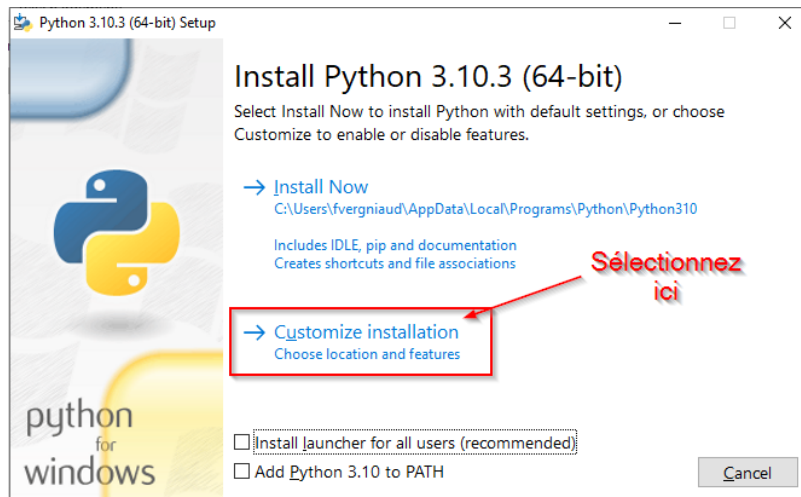 Python 3.10.3 (64-bit) Setup
Install Python 3.10.3 (64-bit)
Select Install Now to install Python with default settings, or choose
Customize to enable or disable features.
Install Now
C:\Users\fvergniaud\AppData\Local\Programs\Python\Python310
Includes IDLE, pip and documentation
Creates shortcuts and file associations
Sélectionnez
ici
Customize installation
Choose location and features
python
for
windows
Install launcher for all users (recommended)
Add Python 3.10 to PATH
Cancel